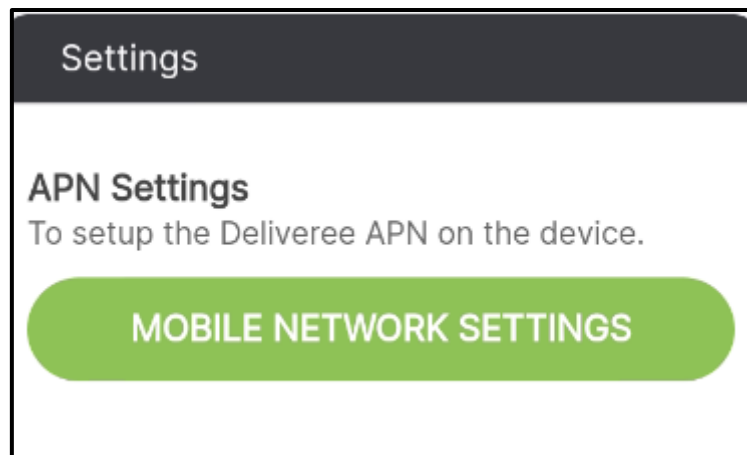 Settings
APN Settings
To setup the Deliveree APN on the device.
MOBILE NETWORK SETTINGS